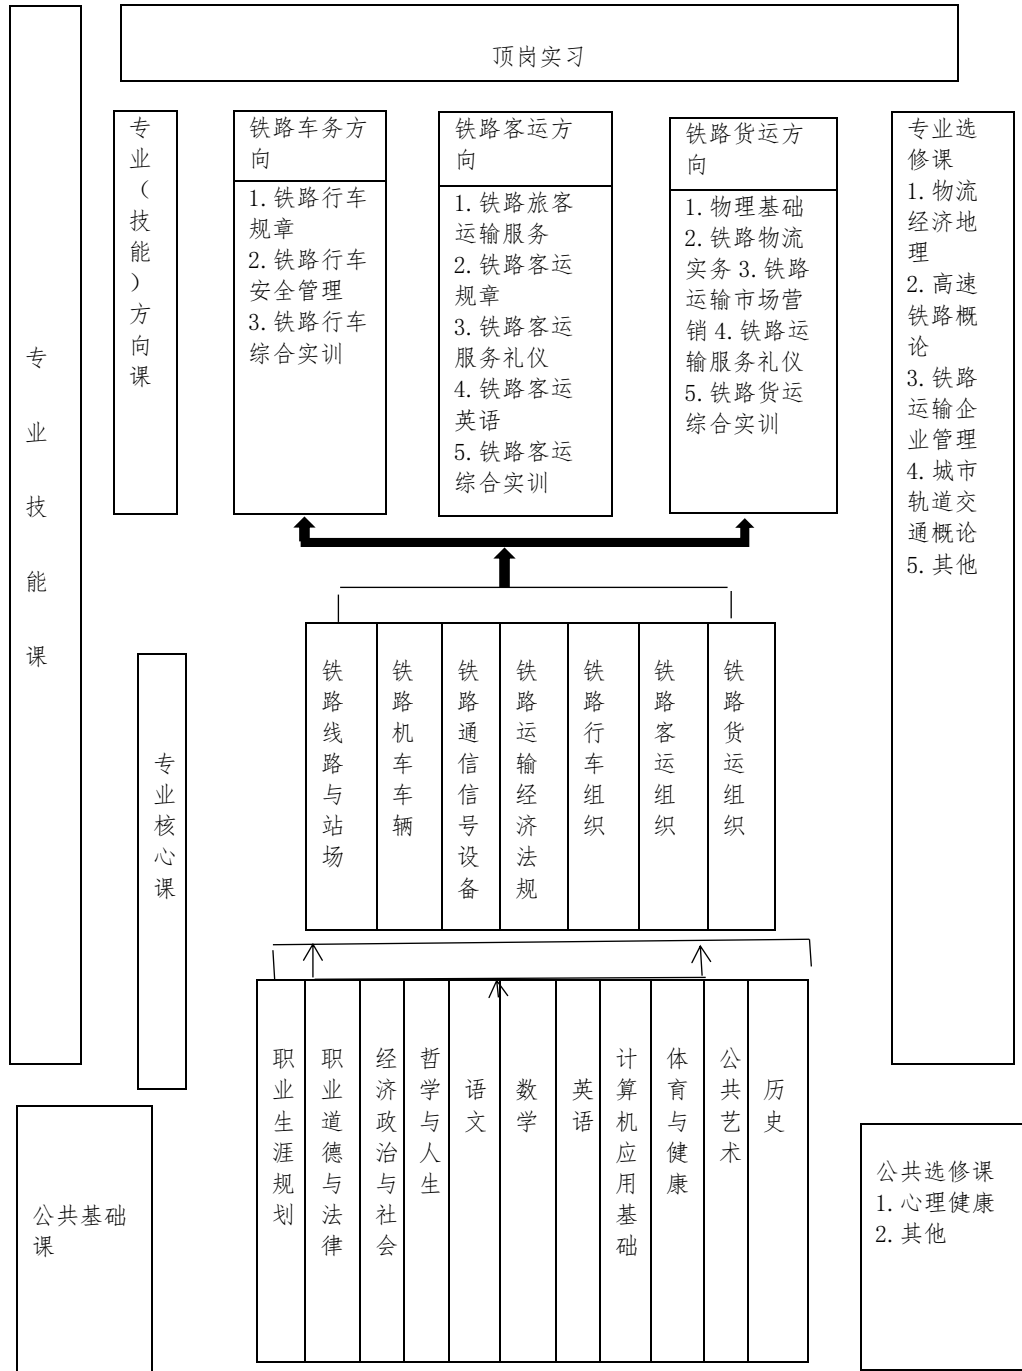 顶岗实习
专业技能课
专业（技能）方向课
铁路车务方
向
1.铁路行车
规章
2.铁路行车
安全管理
3.铁路行车
综合实训
铁路客运方
向
1.铁路旅客
运输服务
2.铁路客运
规章
3.铁路客运
服务礼仪
4.铁路客运
英语
5.铁路客运
综合实训
铁路货运方
向
1.物理基础
2.铁路物流
实务 3.铁路
运输市场营
销 4.铁路运
输服务礼仪
5.铁路货运
综合实训
专业选
修课
1.物流
经济地
理
2.高速
铁路概
论
3.铁路
运输企
业管理
4.城市
轨道交
通概论
5.其他
专业核心课
铁路线路与站场
铁路机车车辆
铁路通信信号设备
铁路运输经济法规
铁路行车组织
铁路客运组织
铁路货运组织
公共基础
课
职业生涯规划
职业道德与法律
经济政治与社会
哲学与人生
语文
数学
英语
计算机应用基础
体育与健康
公共艺术
历史
公共选修课
1.心理健康
2.其他